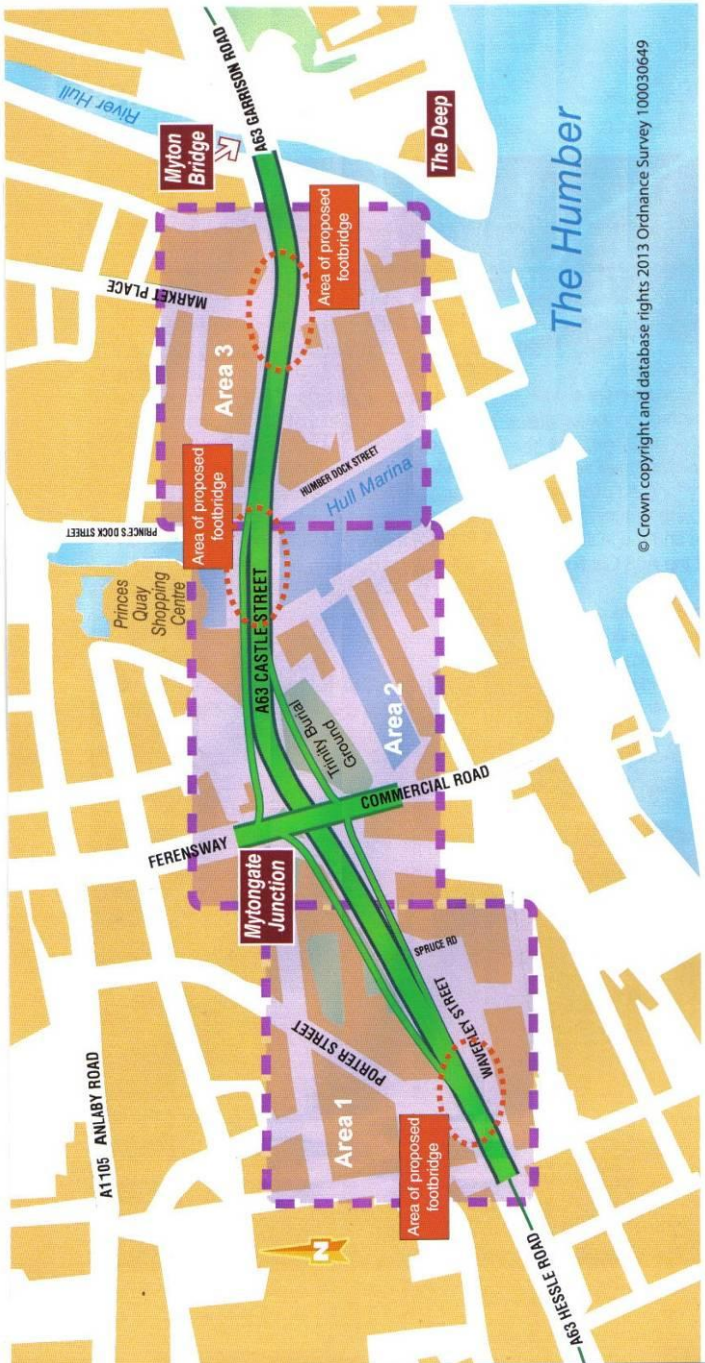 A63 GARRISON ROAD
River Hull
Myton
Bridge
The Deep
The Humber
© Crown copyright and database rights 2013 Ordnance Survey 100030649
MARKET PLACE
Area of proposed
footbridge
Area 3
Area of proposed
footbridge
HUMBER DOCK STREET
Hull Marina
PRINCE'S DOCK STREET
Princes
Quay
Shopping
Centre
A63 CASTLE STREET
Trinity Burial
Ground
Area 2
COMMERCIAL ROAD
FERENSWAY
Mytongate
Junction
SPRUCE RD
WAVERLEY STREET
PORTER STREET
Area 1
A1105 ANLABY ROAD
Area of proposed
footbridge
N
A63 HESSLE ROAD